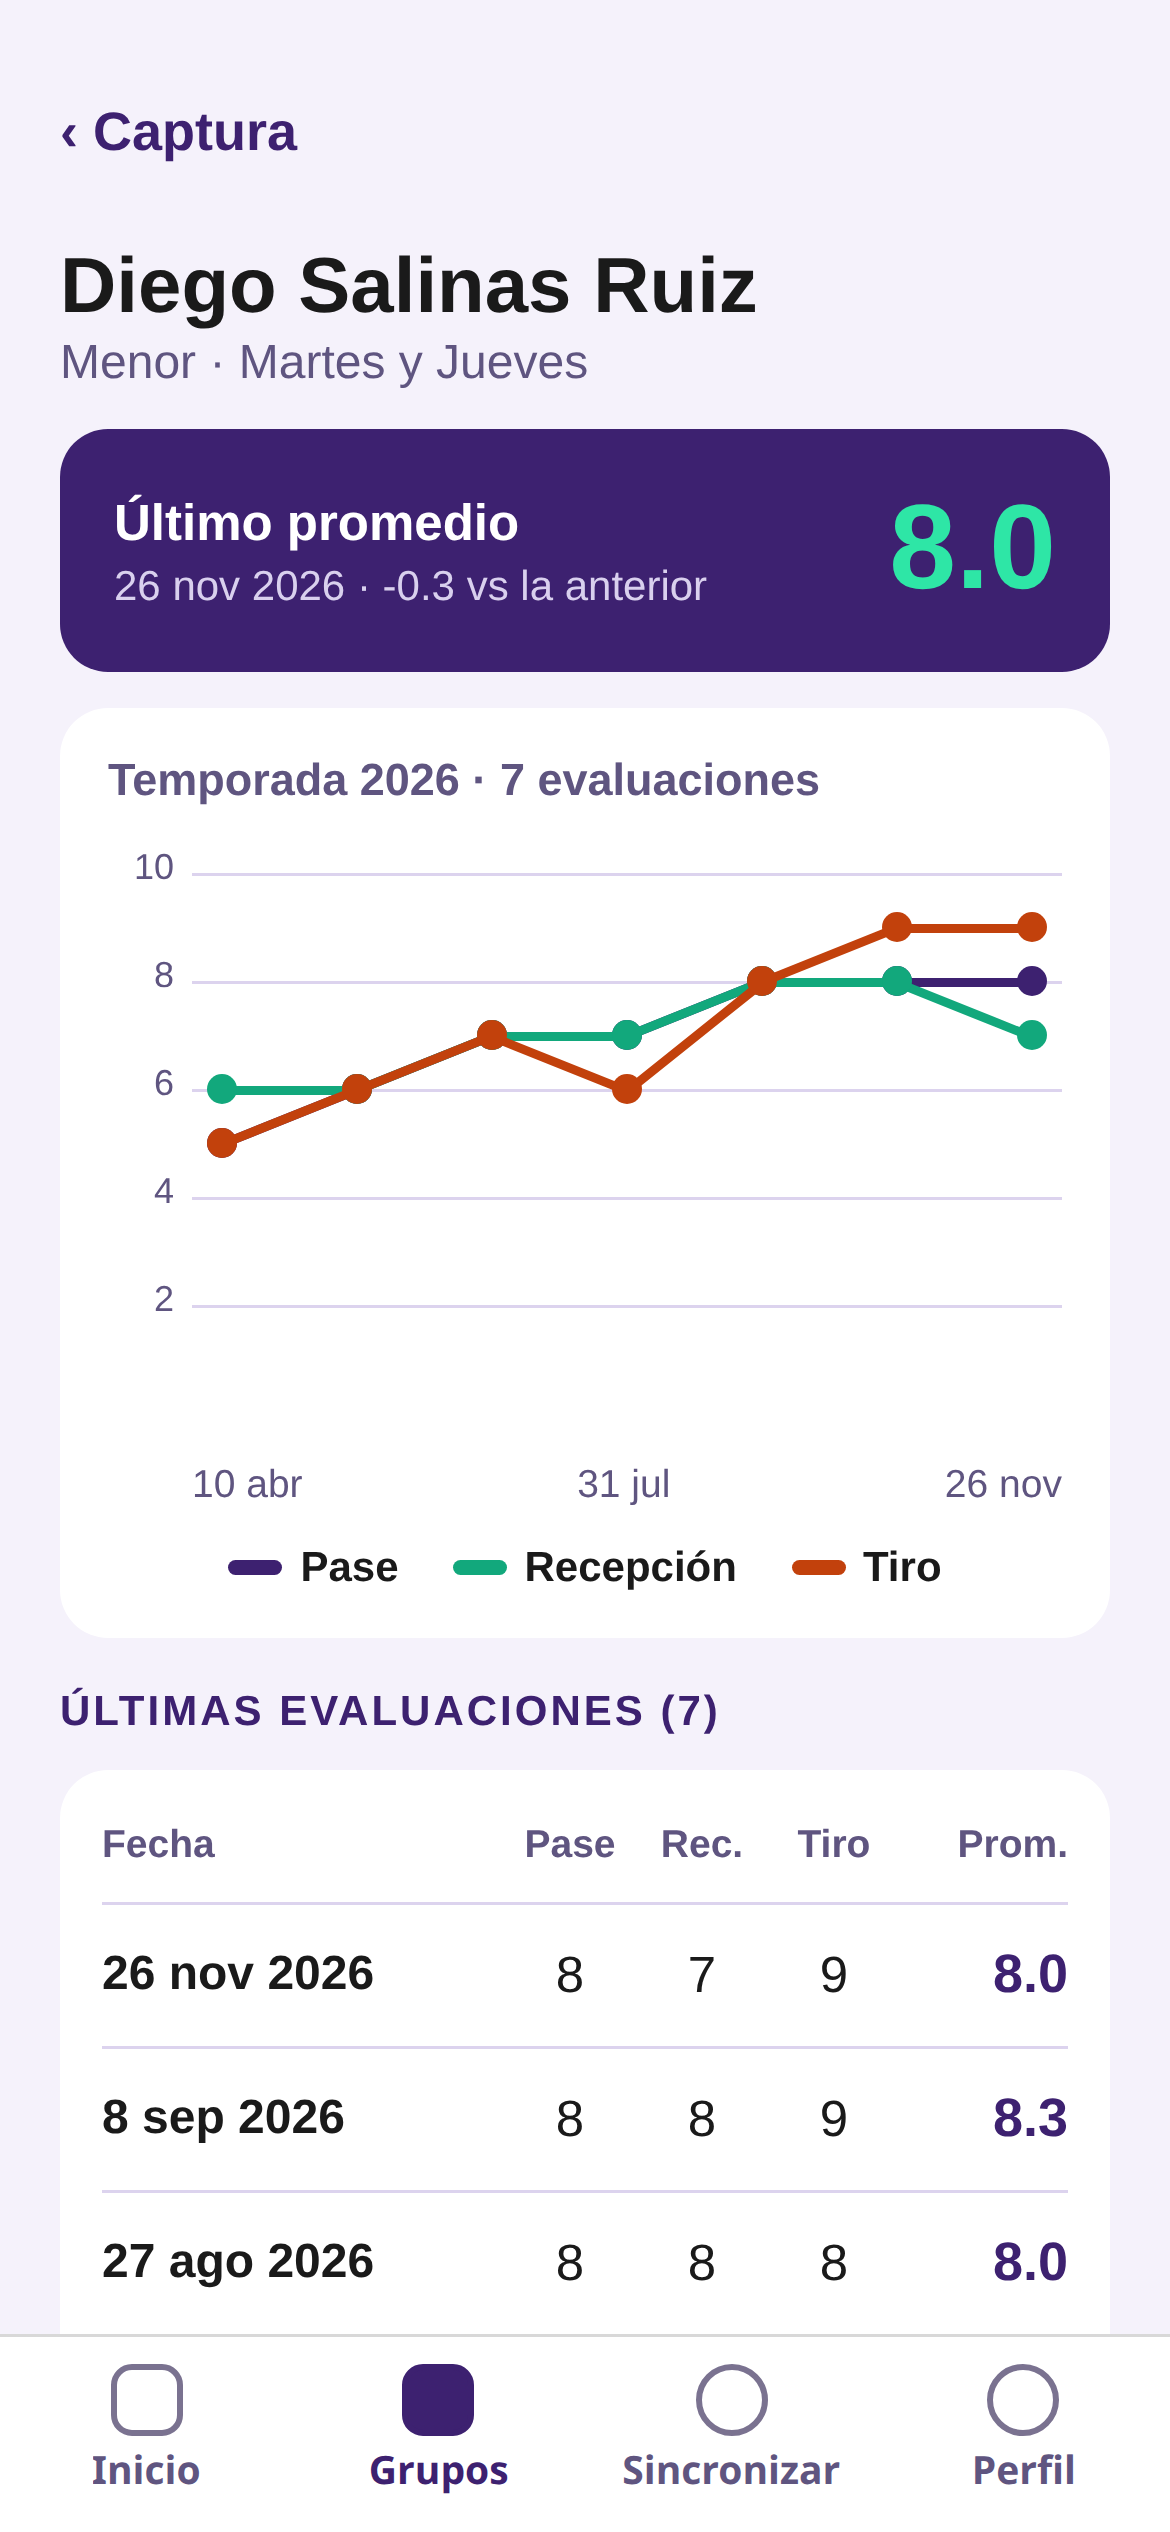 ‹ Captura
Diego Salinas Ruiz
Menor · Martes y Jueves
Último promedio
26 nov 2026 · -0.3 vs la anterior
8.0
Temporada 2026 · 7 evaluaciones
10
8
6
4
2
10 abr 31 jul 26 nov
Pase Recepción Tiro
ÚLTIMAS EVALUACIONES (7)
Fecha Pase Rec. Tiro Prom.
26 nov 2026 8 7 9 8.0
8 sep 2026 8 8 9 8.3
27 ago 2026 8 8 8 8.0
Inicio Grupos Sincronizar Perfil